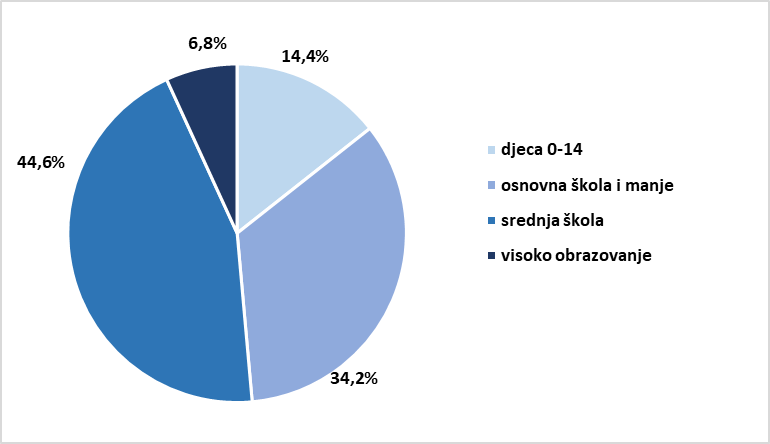 6,8%
14,4%
44,6%
34,2%
djeca 0-14
osnovna škola i manje
srednja škola
visoko obrazovanje